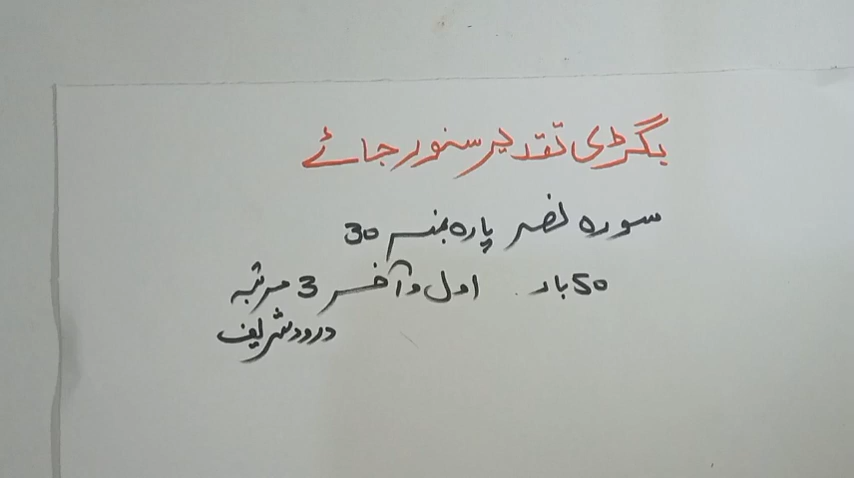 بگڑی تقدیر سنور جائے
سورہ نصر پارہ نمبر 30
50 بار اول و آخر 3 مرتبہ
درود شریف